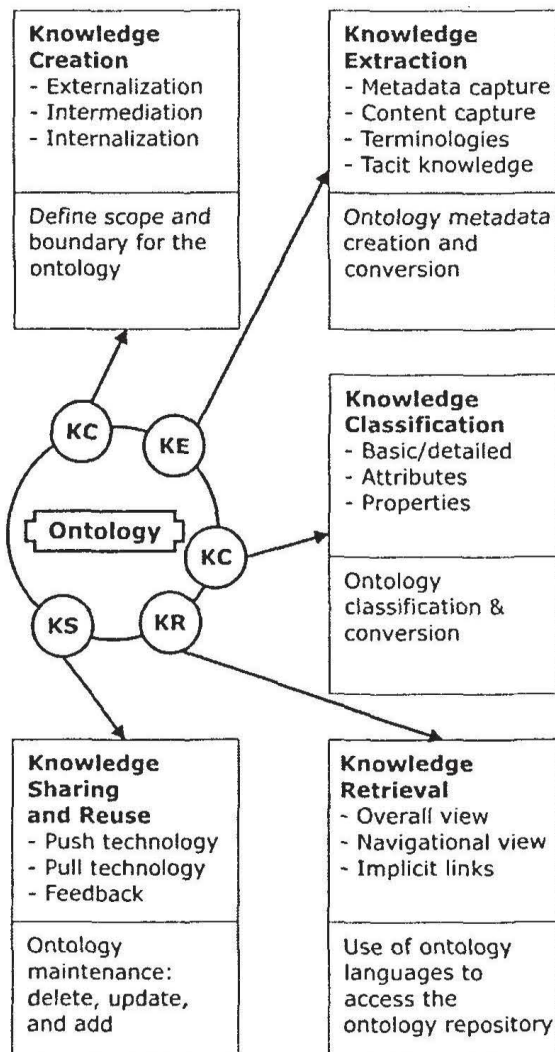 Knowledge
Creation
- Externalization
- Intermediation
- Internalization
Define scope and
boundary for the
ontology
Knowledge
Extraction
- Metadata capture
- Content capture
- Terminologies
- Tacit knowledge
Ontology metadata
creation and
conversion
KC
KE
Ontology
KC
KS
KR
Knowledge
Classification
- Basic/detailed
- Attributes
- Properties
Ontology
classification &
conversion
Knowledge
Sharing
and Reuse
- Push technology
- Pull technology
- Feedback
Ontology
maintenance:
delete, update,
and add
Knowledge
Retrieval
- Overall view
- Navigational view
- Implicit links
Use of ontology
languages to
access the
ontology repository